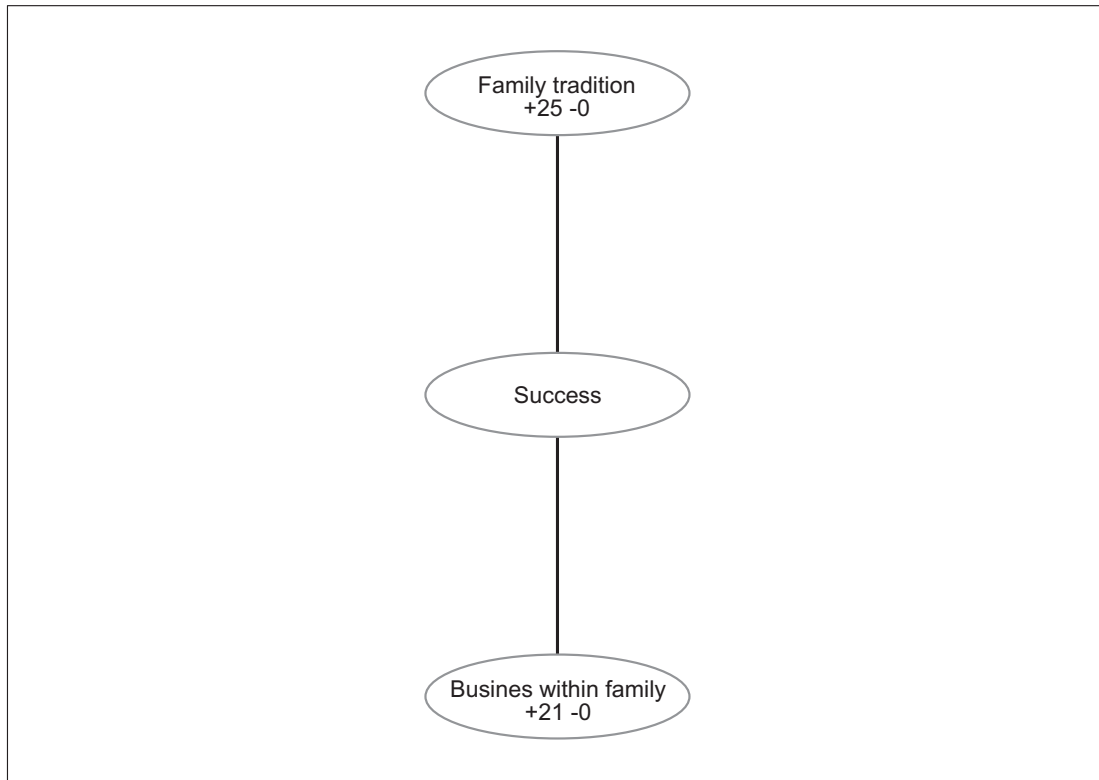 Family tradition
+25 -0
Success
Busines within family
+21 -0